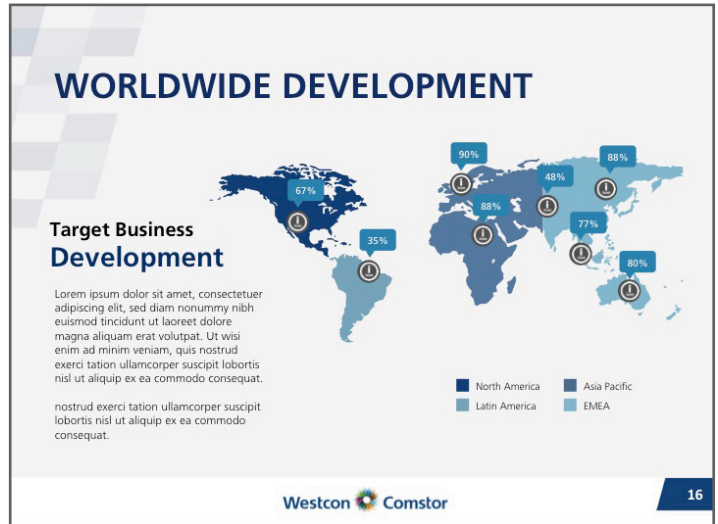 WORLDWIDE DEVELOPMENT
90%
88%
67%
48%
88%
77%
35%
80%
Target Business
Development
Lorem ipsum dolor sit amet, consectetuer
adipiscing elit, sed diam nonummy nibh
euismod tincidunt ut laoreet dolore
magna aliquam erat volutpat. Ut wisi
enim ad minim veniam, quis nostrud
exerci tation ullamcorper suscipit lobortis
nisl ut aliquip ex ea commodo consequat.
nostrud exerci tation ullamcorper suscipit
lobortis nisl ut aliquip ex ea commodo
consequat.
North America
Asia Pacific
Latin America
EMEA
Westcon Comstor
16